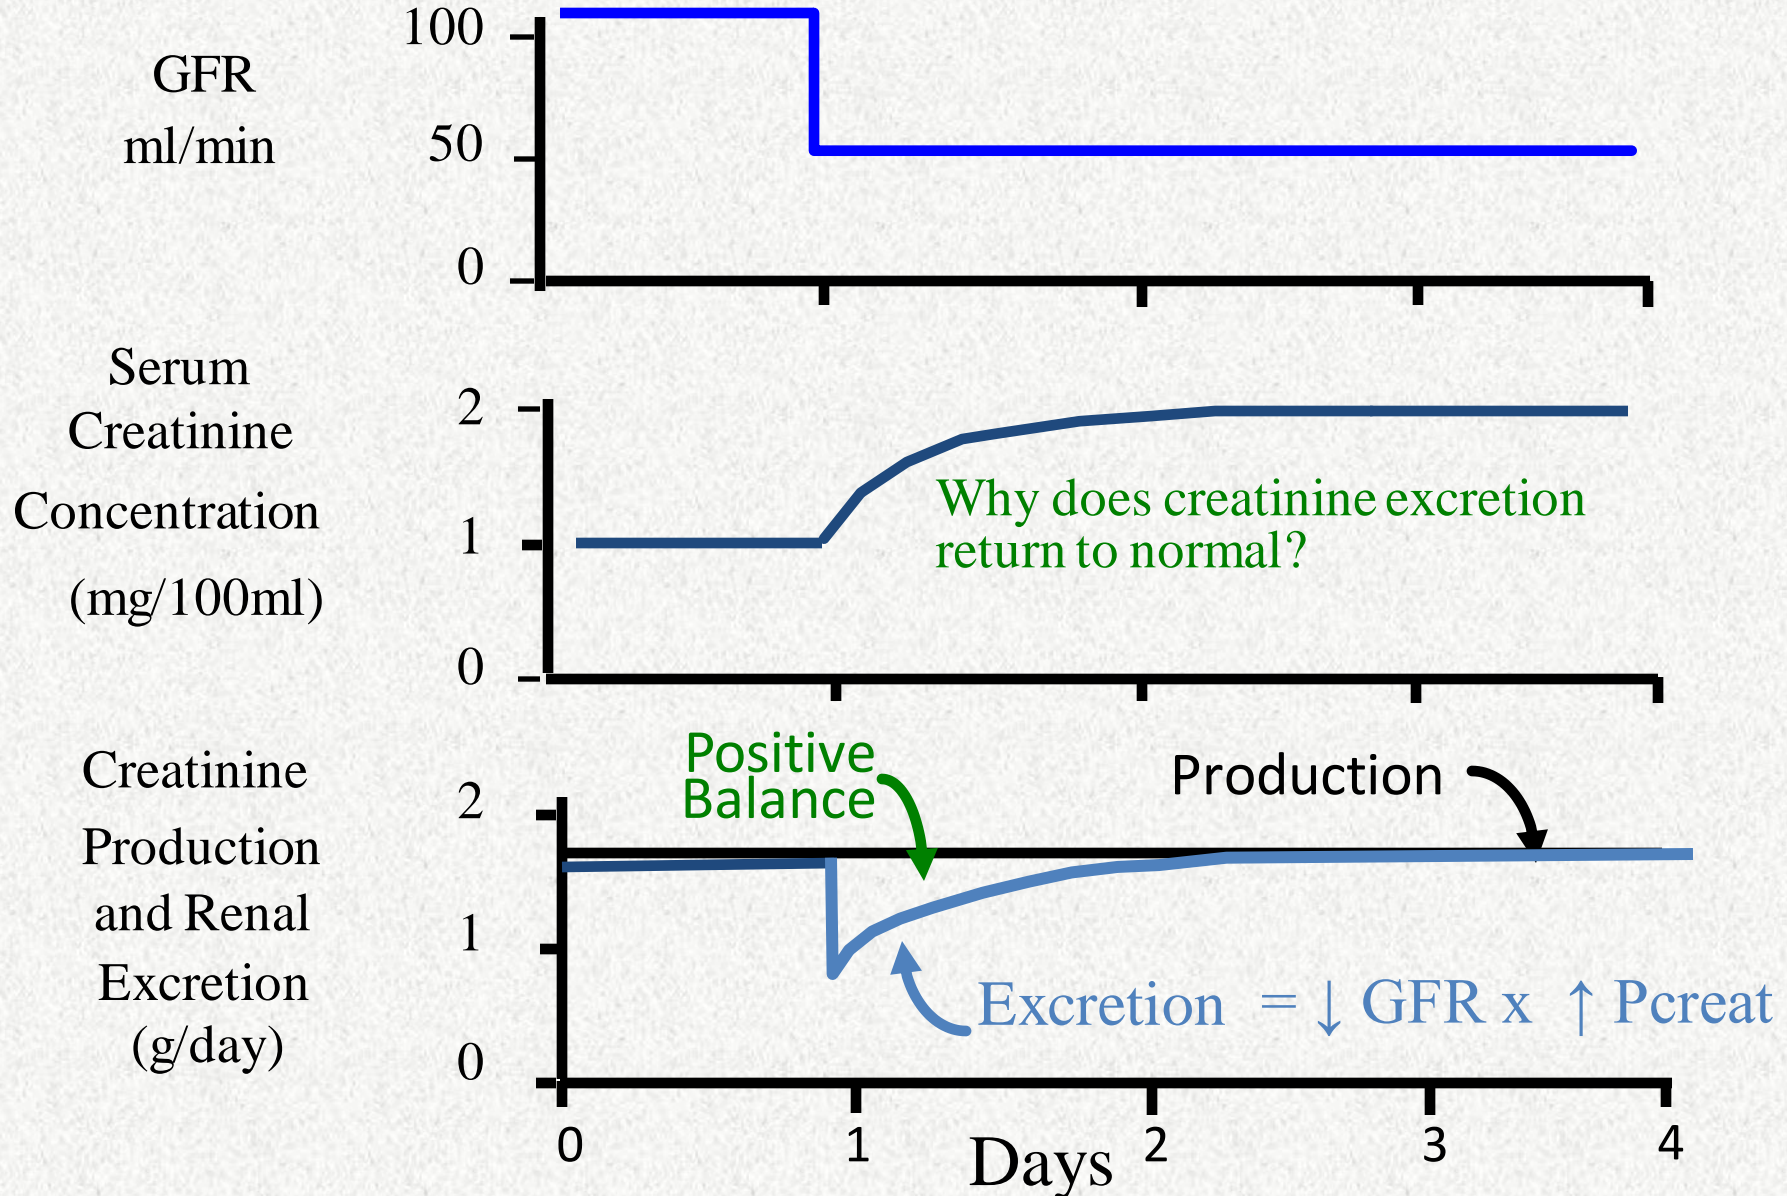 GFR
ml/min
100
50
0
Serum
Creatinine
Concentration
(mg/100ml)
2
1
0
Why does creatinine excretion
return to normal?
Creatinine
Production
and Renal
Excretion
(g/day)
2
1
0
Positive
Balance
Production
Excretion = ↓ GFR x ↑ Pcreat
0 1 2 3 4
Days